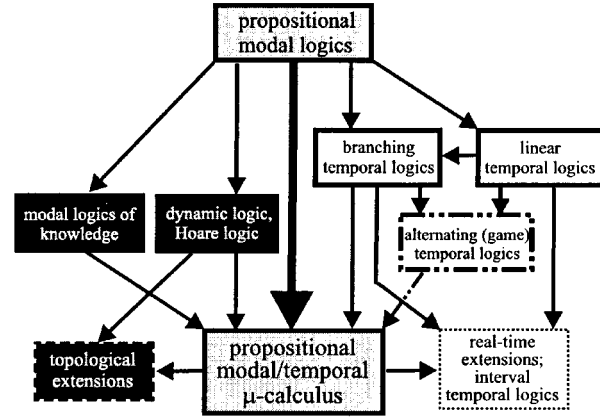 propositional
modal logics
branching
temporal logics
linear
temporal logics
modal logics of
knowledge
dynamic logic,
Hoare logic
alternating (game)
temporal logics
topological
extensions
propositional
modal/temporal
μ-calculus
real-time
extensions;
interval
temporal logics